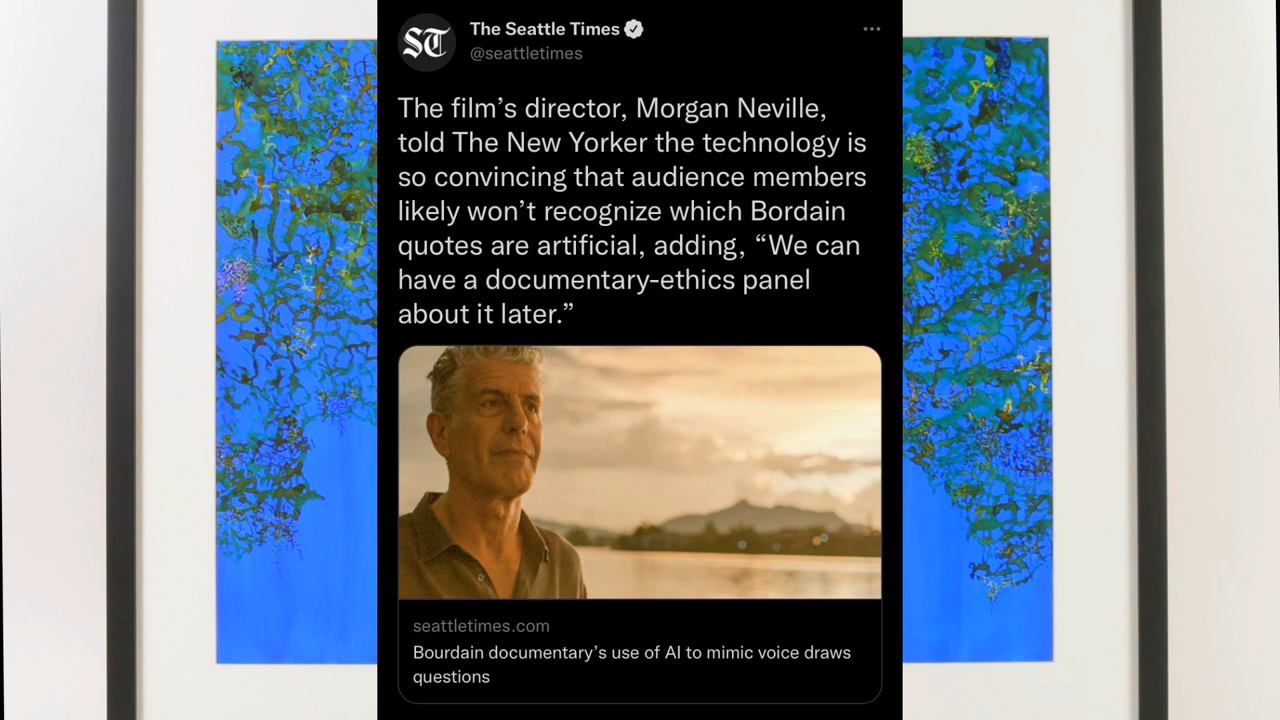 ST
The Seattle Times
@seattletimes
The film’s director, Morgan Neville,
told The New Yorker the technology is
so convincing that audience members
likely won’t recognize which Bordain
quotes are artificial, adding, “We can
have a documentary-ethics panel
about it later.”
seattletimes.com
Bourdain documentary’s use of AI to mimic voice draws
questions